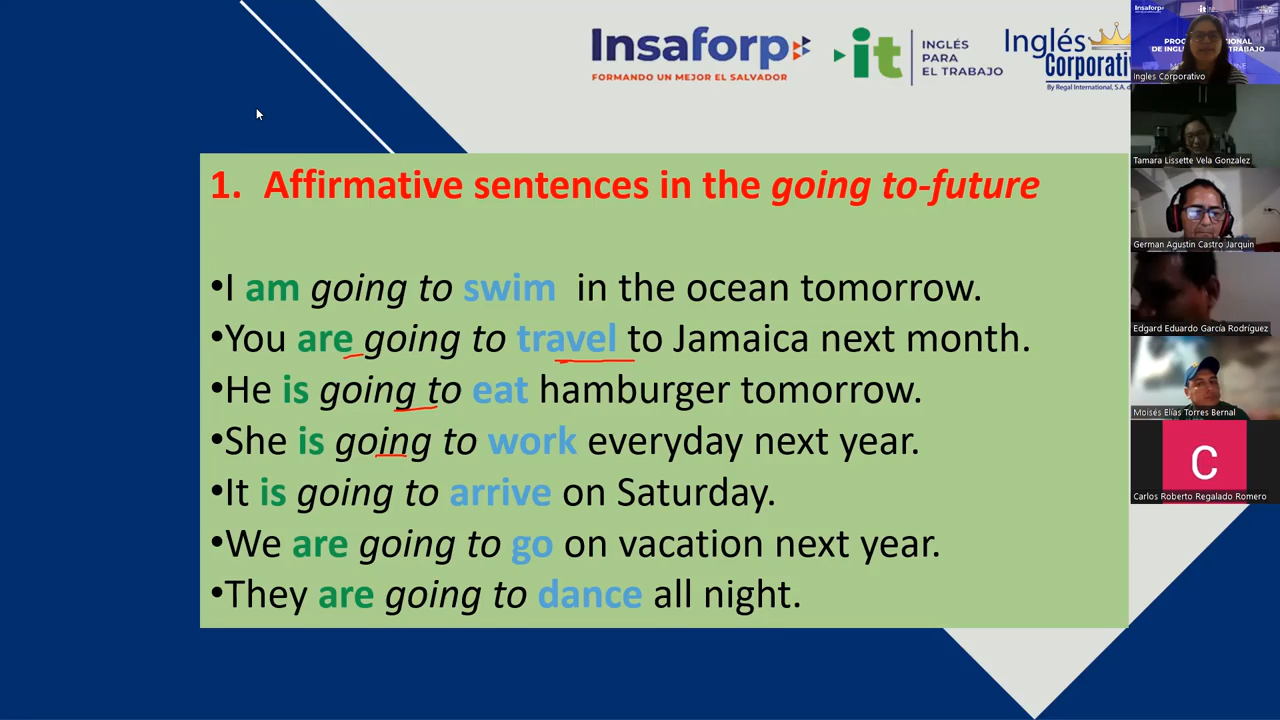 Insaforp
FORMANDO UN MEJOR EL SALVADOR
it
INGLÉS
PARA
EL TRABAJO
Inglés
Corporativ
By Regal International, S.A. d
1. Affirmative sentences in the going to-future
•I am going to swim in the ocean tomorrow.
•You are going to travel to Jamaica next month.
•He is going to eat hamburger tomorrow.
•She is going to work everyday next year.
•It is going to arrive on Saturday.
•We are going to go on vacation next year.
•They are going to dance all night.
Insaforp
it
Ingles Corporativo
Tamara Lissette Vela Gonzalez
German Agustin Castro Jarquin
Edgard Eduardo García Rodríguez
Moisés Elías Torres Bernal
C
Carlos Roberto Regalado Romero